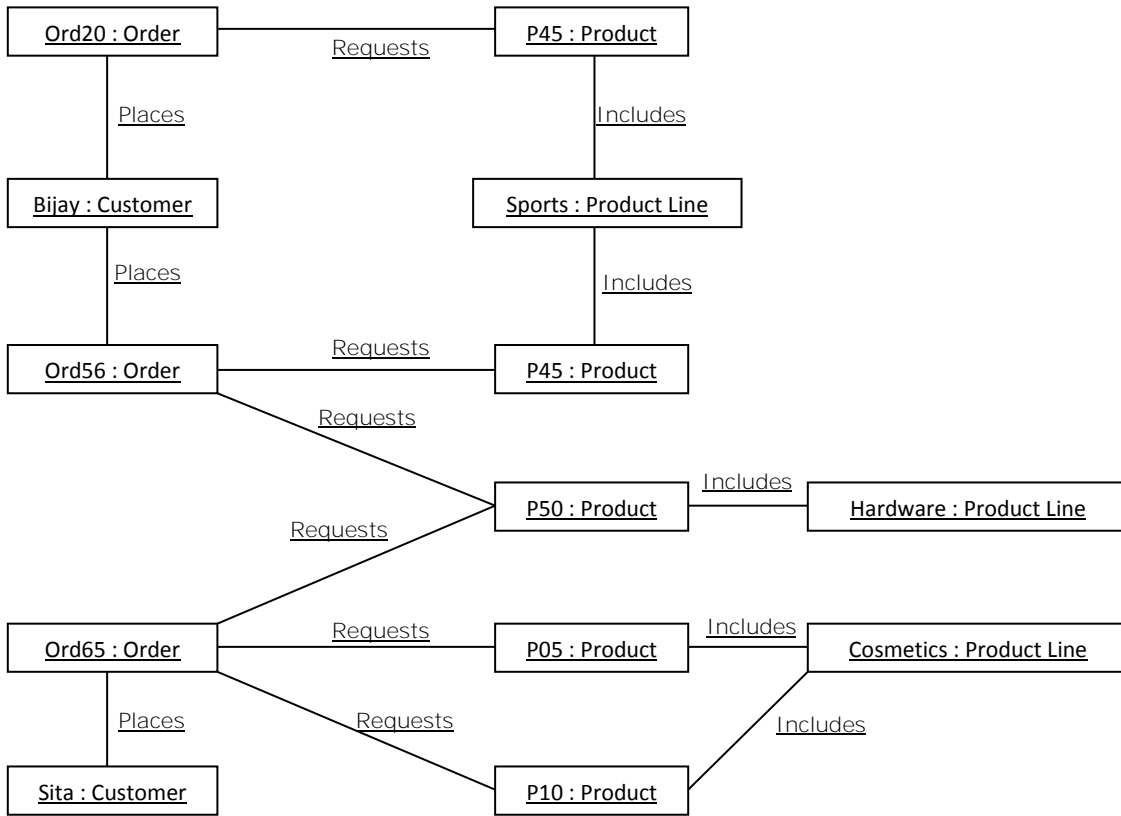 Ord20 : Order
Requests
P45 : Product
Places
Includes
Bijay : Customer
Sports : Product Line
Places
Includes
Ord56 : Order
Requests
P45 : Product
Requests
P50 : Product
Includes
Hardware : Product Line
Requests
Ord65 : Order
Requests
P05 : Product
Includes
Cosmetics : Product Line
Places
Requests
Includes
Sita : Customer
P10 : Product